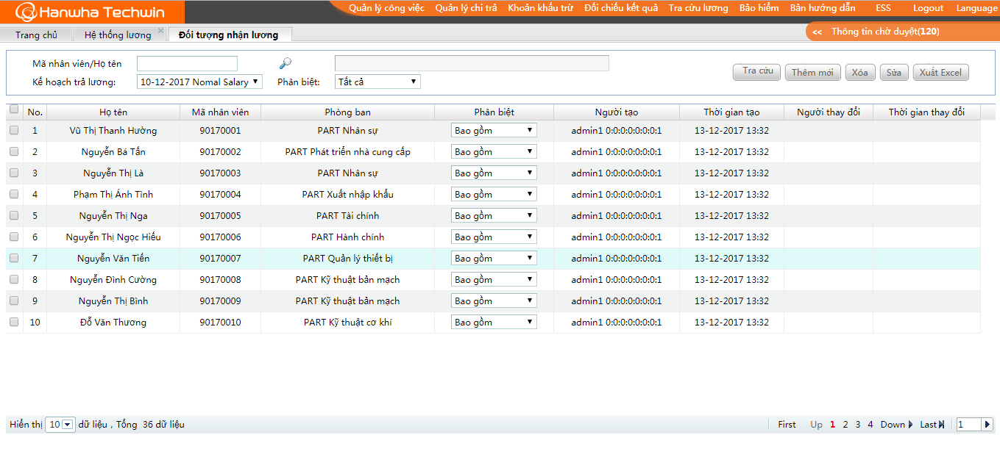 Hanwha Techwin Quản lý công việc Quản lý chi trả Khoản khấu trừ Đối chiếu kết quả Tra cứu lương Bảo hiểm Bản hướng dẫn ESS Logout Language
Trang chủ Hệ thống lương Đối tượng nhận lương << Thông tin chờ duyệt(120)
Mã nhân viên/Họ tên
Kế hoạch trả lương: 10-12-2017 Nomal Salary Phân biệt: Tất cả Tra cứu Thêm mới Xóa Sửa Xuất Excel
No. Họ tên Mã nhân viên Phòng ban Phân biệt Người tạo Thời gian tạo Người thay đổi Thời gian thay đổi
1 Vũ Thị Thanh Hường 90170001 PART Nhân sự Bao gồm admin1 0:0:0:0:0:0:0:1 13-12-2017 13:32
2 Nguyễn Bá Tấn 90170002 PART Phát triển nhà cung cấp Bao gồm admin1 0:0:0:0:0:0:0:1 13-12-2017 13:32
3 Nguyễn Thị Là 90170003 PART Nhân sự Bao gồm admin1 0:0:0:0:0:0:0:1 13-12-2017 13:32
4 Phạm Thị Ánh Tình 90170004 PART Xuất nhập khẩu Bao gồm admin1 0:0:0:0:0:0:0:1 13-12-2017 13:32
5 Nguyễn Thị Nga 90170005 PART Tài chính Bao gồm admin1 0:0:0:0:0:0:0:1 13-12-2017 13:32
6 Nguyễn Thị Ngọc Hiếu 90170006 PART Hành chính Bao gồm admin1 0:0:0:0:0:0:0:1 13-12-2017 13:32
7 Nguyễn Văn Tiến 90170007 PART Quản lý thiết bị Bao gồm admin1 0:0:0:0:0:0:0:1 13-12-2017 13:32
8 Nguyễn Đình Cường 90170008 PART Kỹ thuật bản mạch Bao gồm admin1 0:0:0:0:0:0:0:1 13-12-2017 13:32
9 Nguyễn Thị Bình 90170009 PART Kỹ thuật bản mạch Bao gồm admin1 0:0:0:0:0:0:0:1 13-12-2017 13:32
10 Đỗ Văn Thương 90170010 PART Kỹ thuật cơ khí Bao gồm admin1 0:0:0:0:0:0:0:1 13-12-2017 13:32
Hiển thị 10 dữ liệu , Tổng 36 dữ liệu First Up 1 2 3 4 Down Last 1